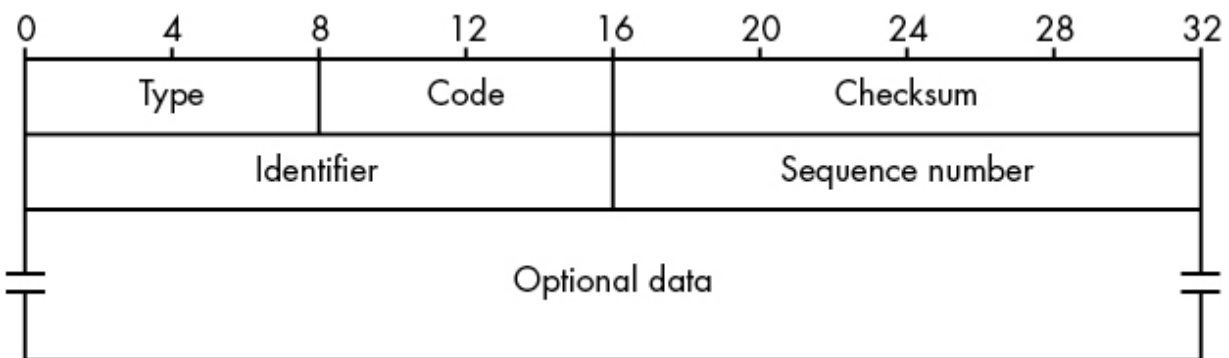 0 4 8 12 16 20 24 28 32
Type Code Checksum
Identifier Sequence number
Optional data